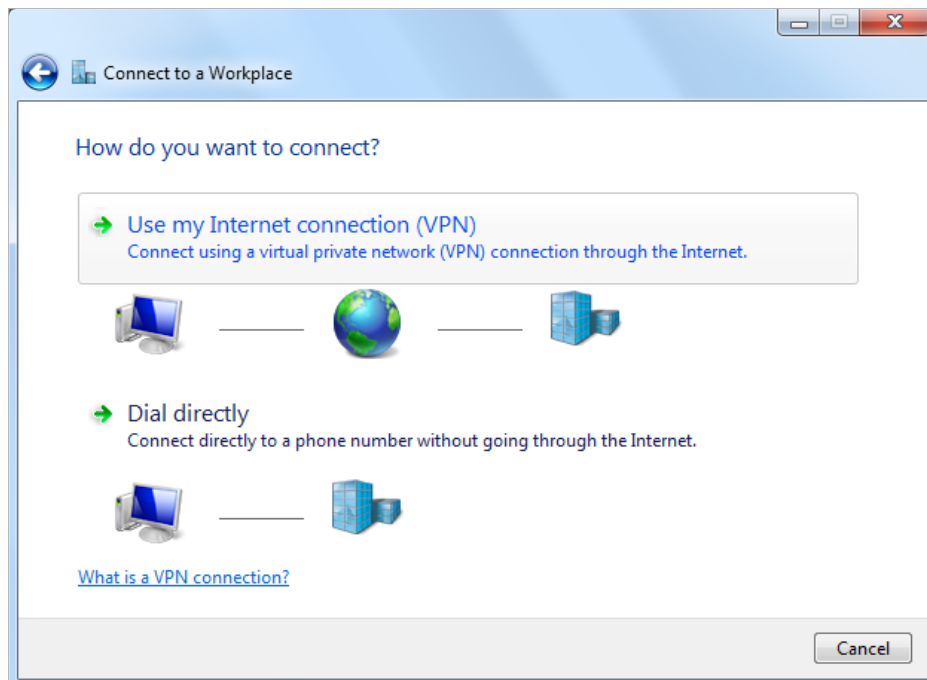 Connect to a Workplace
How do you want to connect?
Use my Internet connection (VPN)
Connect using a virtual private network (VPN) connection through the Internet.
Dial directly
Connect directly to a phone number without going through the Internet.
What is a VPN connection?
Cancel